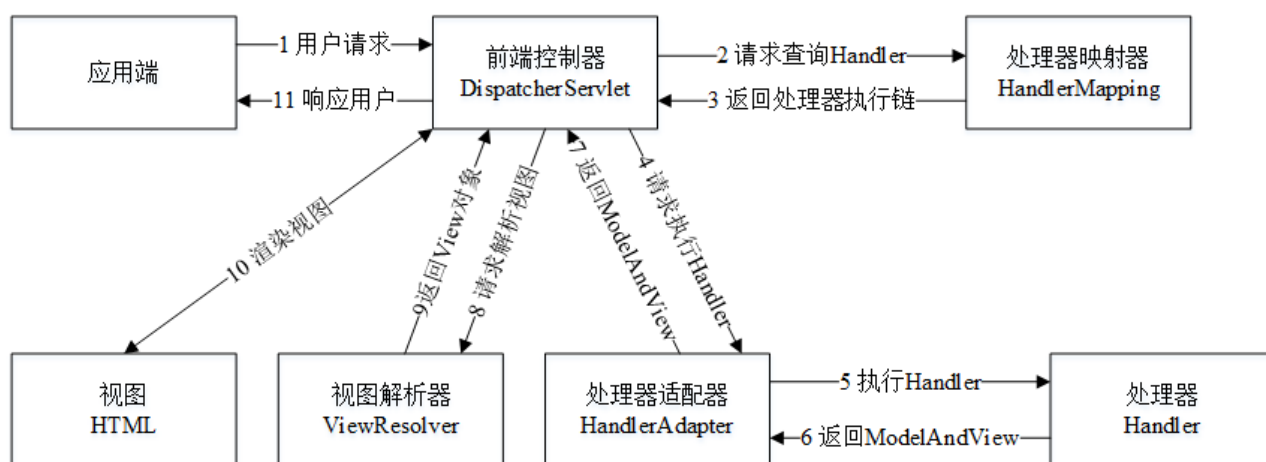 应用端
1 用户请求
11 响应用户
前端控制器
DispatcherServlet
2 请求查询Handler
3 返回处理器执行链
处理器映射器
HandlerMapping
10 渲染视图
9返回View对象
8 请求解析视图
7 返回ModelAndView
4 请求执行Handler
视图
HTML
视图解析器
ViewResolver
处理器适配器
HandlerAdapter
5 执行Handler
6 返回ModelAndView
处理器
Handler